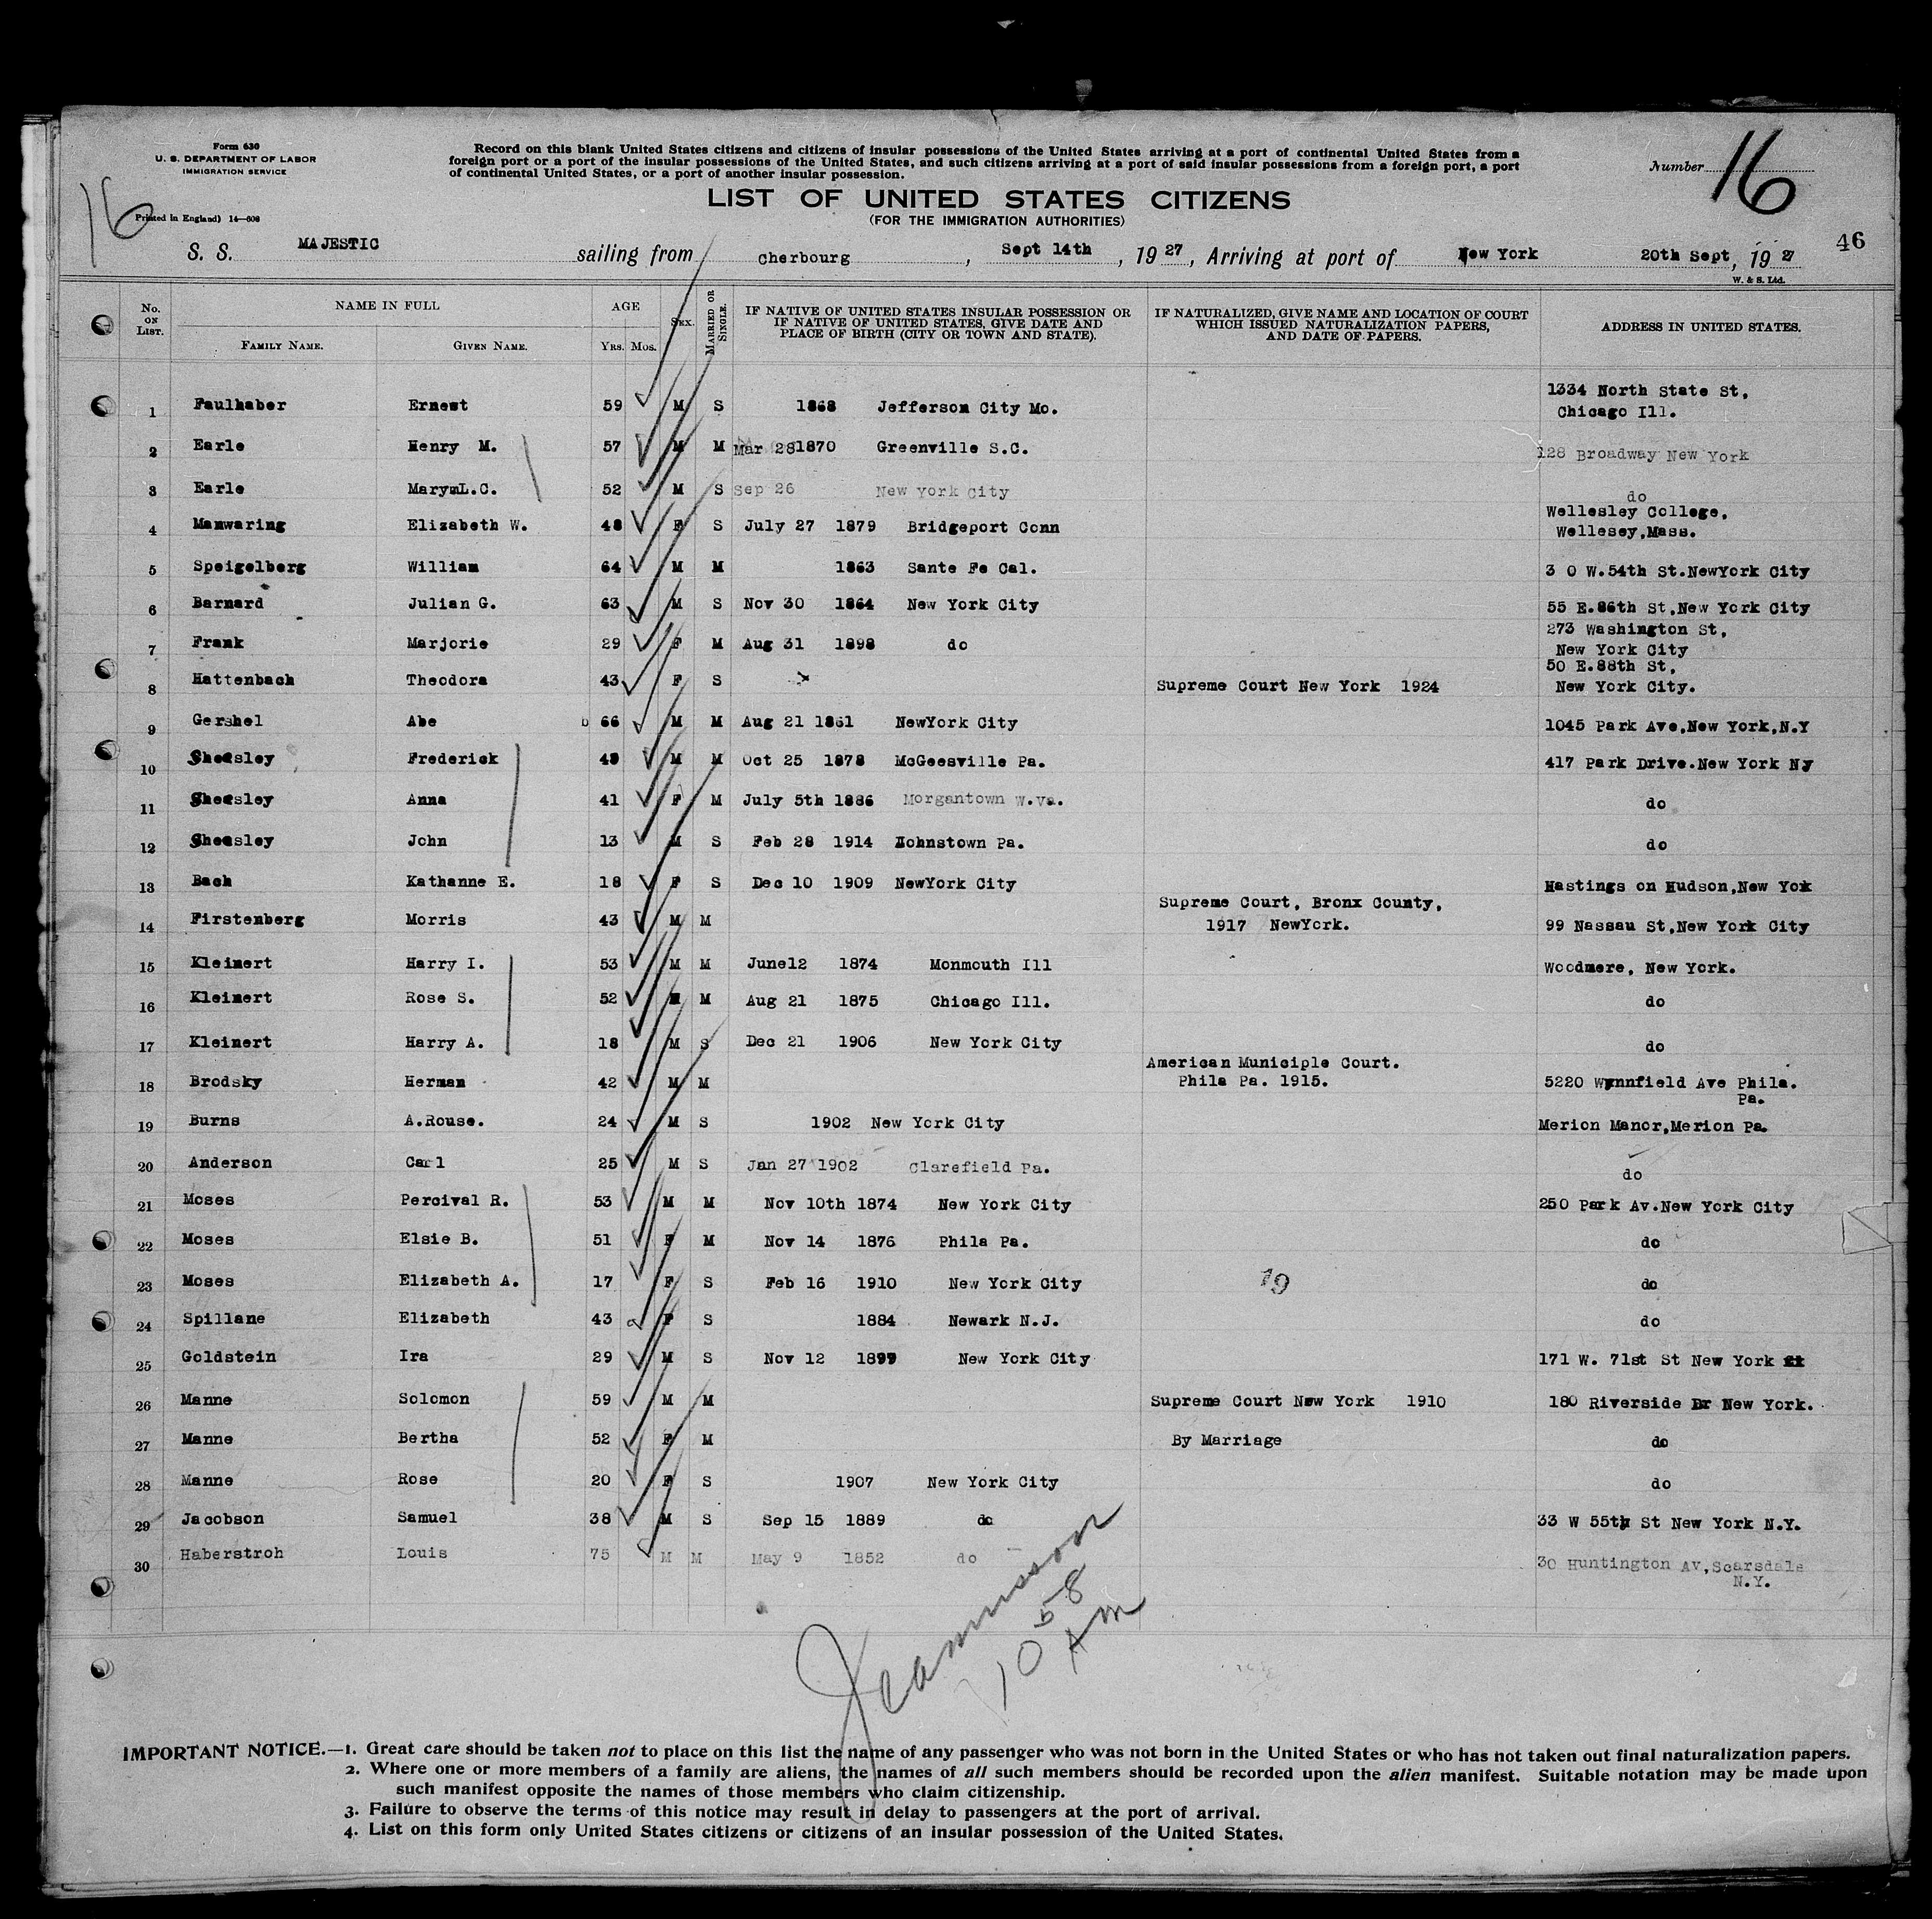 Form 630
U. S. DEPARTMENT OF LABOR
IMMIGRATION SERVICE
Record on this blank United States citizens and citizens of insular possessions of the United States arriving at a port of continental United States from a
foreign port or a port of the insular possessions of the United States, and such citizens arriving at a port of said insular possessions from a foreign port, a port
of continental United States, or a port of another insular possession.
Number 16
16
Printed in England) 14—608
LIST OF UNITED STATES CITIZENS
(FOR THE IMMIGRATION AUTHORITIES)
46
S. S. MAJESTIC sailing from Cherbourg, Sept 14th, 1927, Arriving at port of New York 20th Sept, 1927
W. & S. Ltd.
No. ON LIST. NAME IN FULL FAMILY NAME. GIVEN NAME. AGE YRS. MOS. SEX. MARRIED OR SINGLE. IF NATIVE OF UNITED STATES INSULAR POSSESSION OR IF NATIVE OF UNITED STATES, GIVE DATE AND PLACE OF BIRTH (CITY OR TOWN AND STATE). IF NATURALIZED, GIVE NAME AND LOCATION OF COURT WHICH ISSUED NATURALIZATION PAPERS, AND DATE OF PAPERS. ADDRESS IN UNITED STATES.
1 Faulhaber Ernest 59 M S 1868 Jefferson City Mo. 1334 North State St, Chicago Ill.
2 Earle Henry M. 57 M M Mar 28 1870 Greenville S.C. 128 Broadway New York
3 Earle Mary L.C. 52 M S Sep 26 New York City do
4 Manwaring Elizabeth W. 48 F S July 27 1879 Bridgeport Conn Wellesley College, Wellesey,Mass.
5 Speigelberg William 64 M M 1863 Sante Fe Cal. 3 0 W.54th St.NewYork City
6 Barnard Julian G. 63 M S Nov 30 1864 New York City 55 E.86th St,New York City
7 Frank Marjorie 29 F M Aug 31 1898 do 273 Washington St, New York City
8 Hattenbach Theodora 43 F S Supreme Court New York 1924 50 E.88th St, New York City.
9 Gershel Abe 66 M M Aug 21 1861 NewYork City 1045 Park Ave,New York,N.Y
10 Sheesley Frederick 49 M M Oct 25 1878 McGeesville Pa. 417 Park Drive.New York Ny
11 Sheesley Anna 41 F M July 5th 1886 Morgantown W.Va. do
12 Sheesley John 13 M S Feb 28 1914 Johnstown Pa. do
13 Bach Kathanne E. 18 F S Dec 10 1909 NewYork City Hastings on Hudson,New Yok
14 Firstenberg Morris 43 M M Supreme Court, Bronx County, 1917 NewYork. 99 Nassau St,New York City
15 Kleinert Harry I. 53 M M June12 1874 Monmouth Ill Woodmere, New York.
16 Kleinert Rose S. 52 M Aug 21 1875 Chicago Ill. do
17 Kleinert Harry A. 18 M S Dec 21 1906 New York City do
18 Brodsky Herman 42 M M American Municiple Court. Phila Pa. 1915. 5220 Wynnfield Ave Phila. Pa.
19 Burns A.Rouse. 24 M S 1902 New York City Merion Manor,Merion Pa.
20 Anderson Carl 25 M S Jan 27 1902 Clarefield Pa. do
21 Moses Percival R. 53 M M Nov 10th 1874 New York City 250 Park Av.New York City
22 Moses Elsie B. 51 F M Nov 14 1876 Phila Pa. do
23 Moses Elizabeth A. 17 F S Feb 16 1910 New York City 19 do
24 Spillane Elizabeth 43 F S 1884 Newark N.J. do
25 Goldstein Ira 29 M S Nov 12 1897 New York City 171 W. 71st St New York
26 Manne Solomon 59 M M Supreme Court New York 1910 180 Riverside Dr New York.
27 Manne Bertha 52 F M By Marriage do
28 Manne Rose 20 F S 1907 New York City do
29 Jacobson Samuel 38 M S Sep 15 1889 do 33 W 55th St New York N.Y.
30 Haberstroh Louis 75 M M May 9 1852 do 30 Huntington AV,Scarsdale N.Y.
10 58
AM
IMPORTANT NOTICE.—1. Great care should be taken not to place on this list the name of any passenger who was not born in the United States or who has not taken out final naturalization papers.
2. Where one or more members of a family are aliens, the names of all such members should be recorded upon the alien manifest. Suitable notation may be made upon
such manifest opposite the names of those members who claim citizenship.
3. Failure to observe the terms of this notice may result in delay to passengers at the port of arrival.
4. List on this form only United States citizens or citizens of an insular possession of the United States.